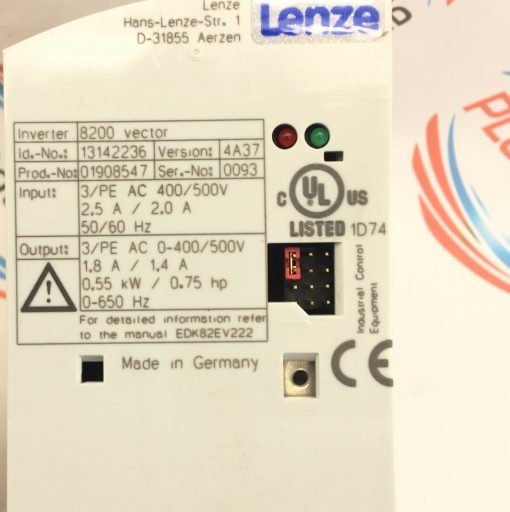 Lenze
Hans-Lenze-Str. 1
D-31855 Aerzen
Lenze
Inverter 8200 vector
Id.-No.: 13142236 Version: 4A37
Prod.-No: 01908547 Ser.-No: 0093
Input: 3/PE AC 400/500V
2.5 A / 2.0 A
50/60 Hz
Output: 3/PE AC 0-400/500V
1.8 A / 1.4 A
0.55 kW / 0.75 hp
0-650 Hz
For detailed information refer
to the manual EDK82EV222
C UL US
LISTED 1D74
Industrial Control
Equipment
Made in Germany
CE